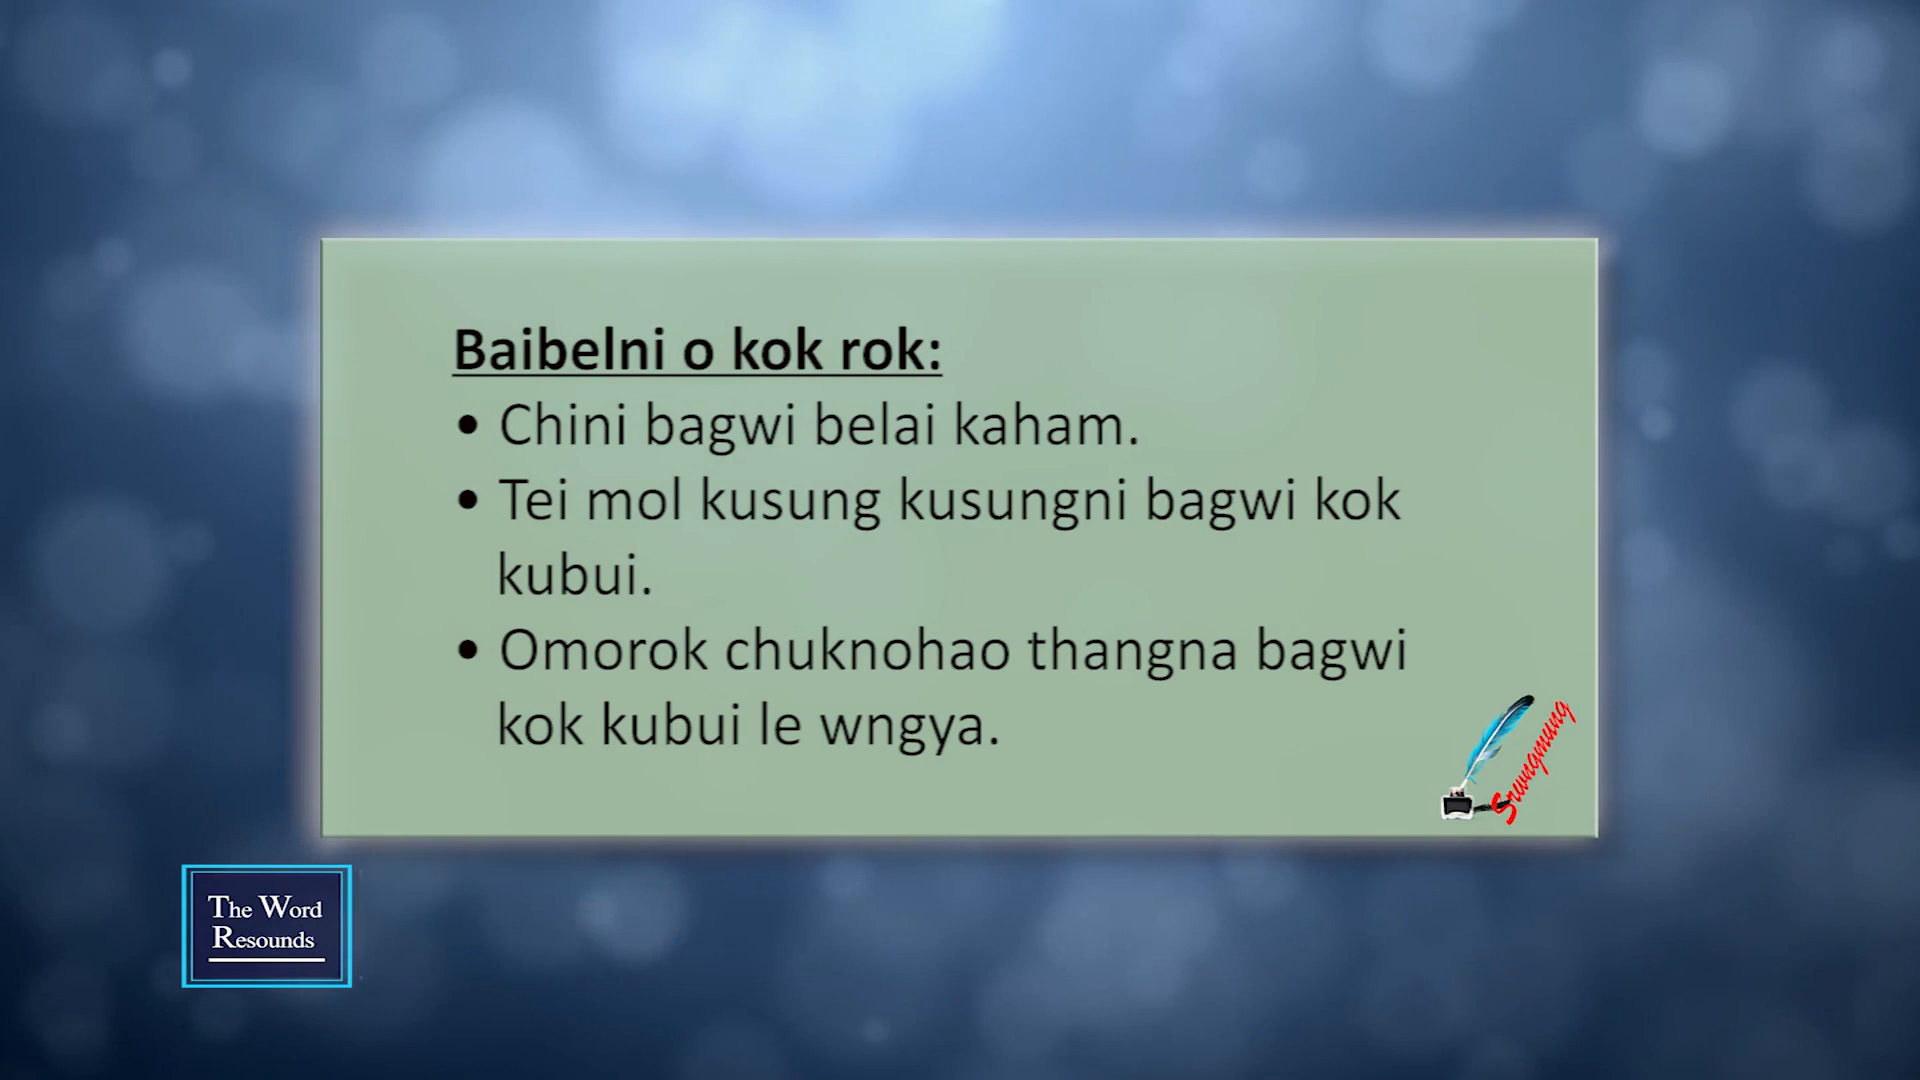 Baibelni o kok rok:
• Chini bagwi belai kaham.
• Tei mol kusung kusungni bagwi kok
kubui.
• Omorok chuknohao thangna bagwi
kok kubui le wngya.
Swngmung
The Word
Resounds